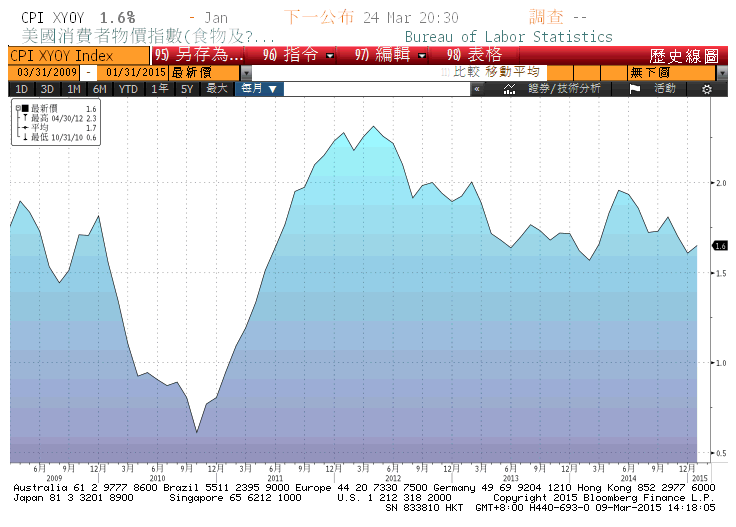 CPI XYOY 1.6% - Jan 下一公布 24 Mar 20:30 調查 --
美國消費者物價指數(食物及?... Bureau of Labor Statistics
CPI XYOY Index 95) 另存為... 96) 指令 97) 編輯 98) 表格 歷史線圖
03/31/2009 - 01/31/2015 最新價 比較 移動平均 無下圖
1D 3D 1M 6M YTD 1年 5Y 最大 每月 ▼ « 證券/技術分析 活動
最新價 1.6
最高 04/30/12 2.3
平均 1.7
最低 10/31/10 0.6
2.0
1.6
1.5
1.0
0.5
6月 9月 12月 3月 6月 9月 12月 3月 6月 9月 12月 3月 6月 9月 12月 3月 6月 9月 12月 3月 6月 9月 12月
2009 2010 2011 2012 2013 2014 2015
Australia 61 2 9777 8600 Brazil 5511 2395 9000 Europe 44 20 7330 7500 Germany 49 69 9204 1210 Hong Kong 852 2977 6000
Japan 81 3 3201 8900 Singapore 65 6212 1000 U.S. 1 212 318 2000 Copyright 2015 Bloomberg Finance L.P.
SN 833810 HKT GMT+8:00 H440-693-0 09-Mar-2015 14:18:05